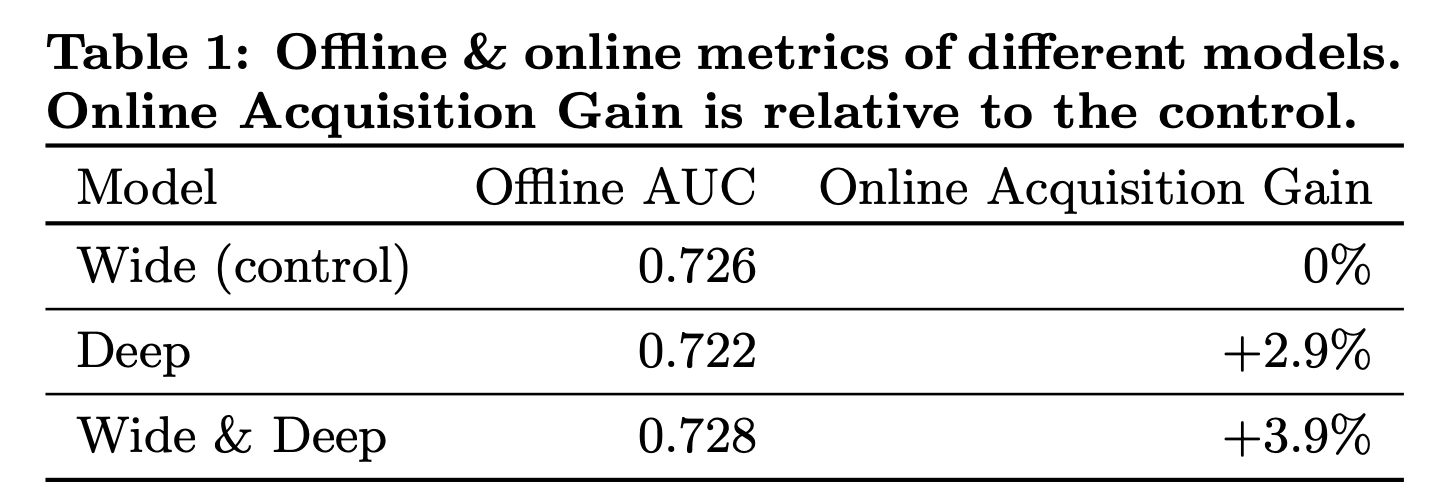 Table 1: Offline & online metrics of different models.
Online Acquisition Gain is relative to the control.
Model Offline AUC Online Acquisition Gain
Wide (control) 0.726 0%
Deep 0.722 +2.9%
Wide & Deep 0.728 +3.9%